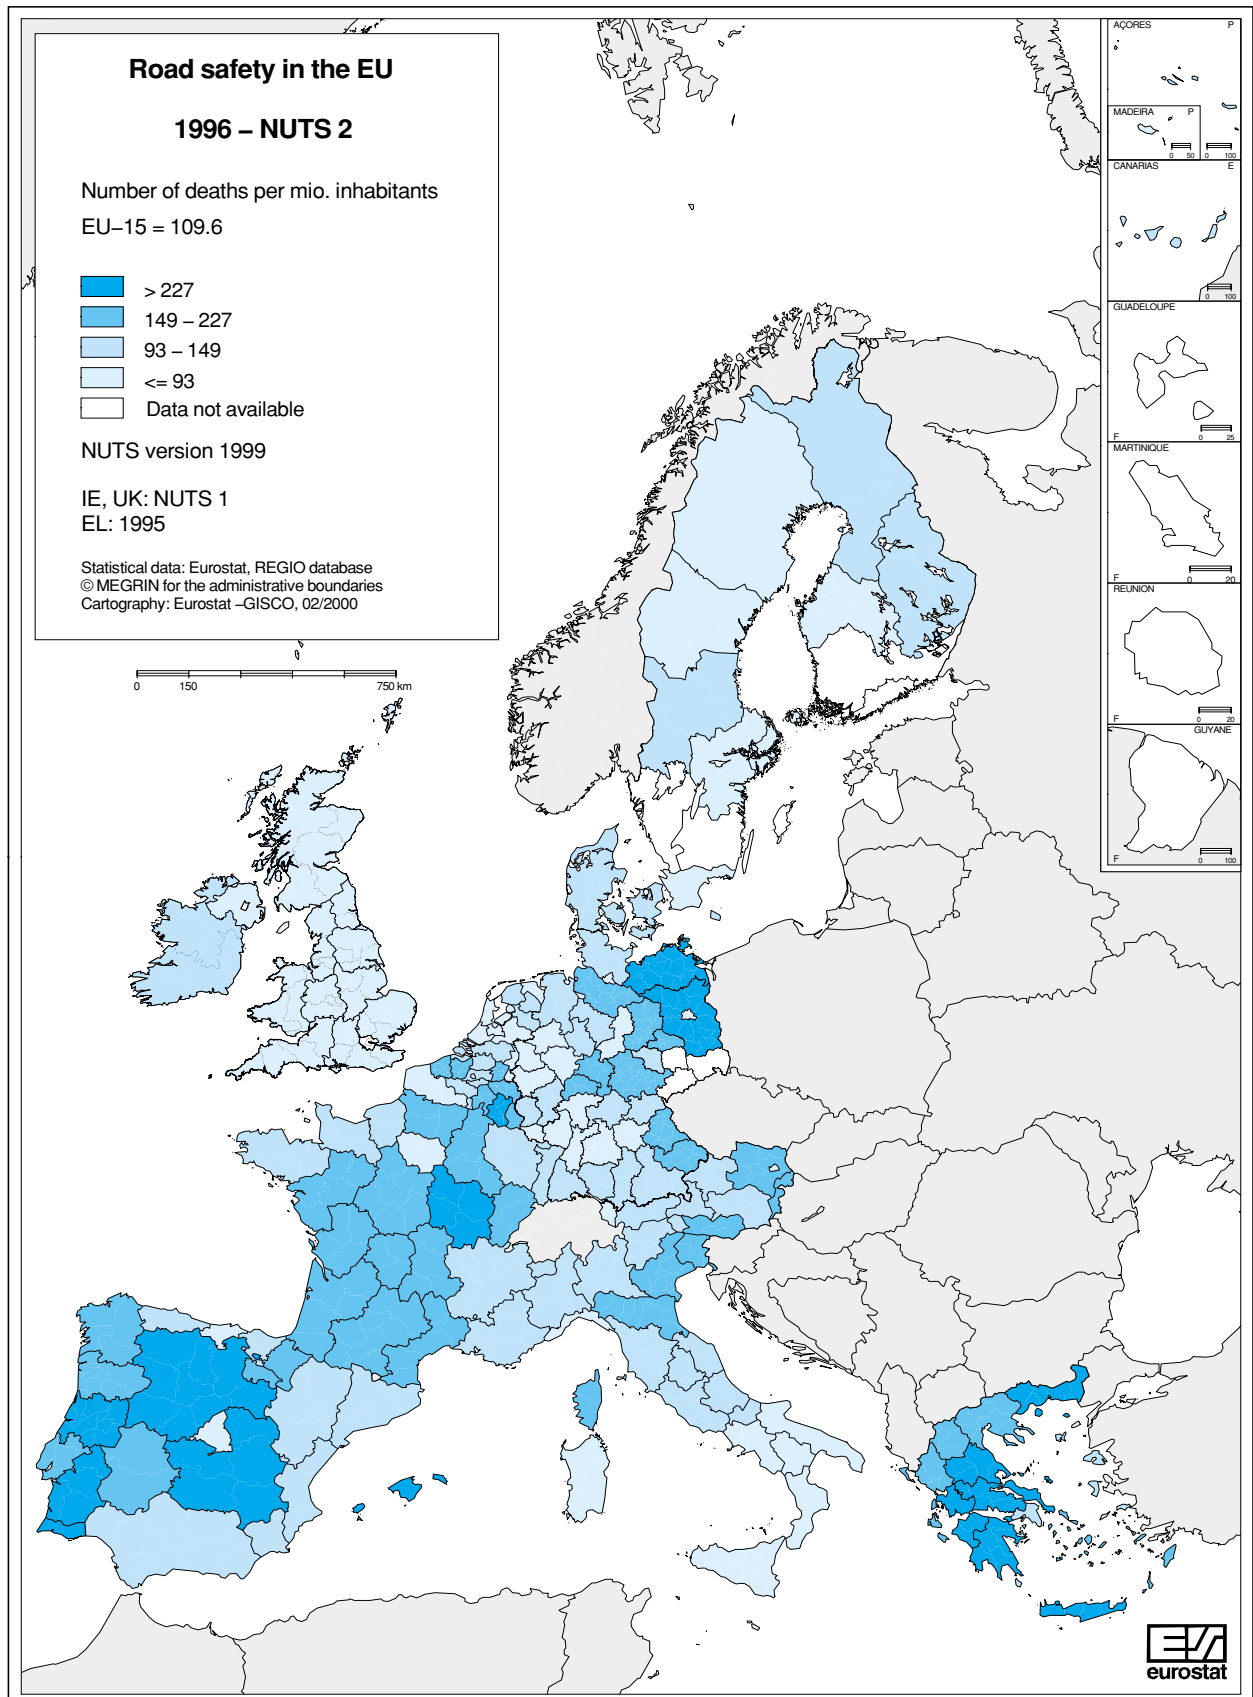 Road safety in the EU
1996 – NUTS 2
Number of deaths per mio. inhabitants
EU–15 = 109.6
> 227
149 – 227
93 – 149
<= 93
Data not available
NUTS version 1999
IE, UK: NUTS 1
EL: 1995
Statistical data: Eurostat, REGIO database
© MEGRIN for the administrative boundaries
Cartography: Eurostat –GISCO, 02/2000
0 150 750 km
AÇORES P
0 100
MADEIRA P
0 50
CANARIAS E
0 100
GUADELOUPE
F 0 25
MARTINIQUE
F 0 20
REUNION
F 0 20
GUYANE
F 0 100
eurostat